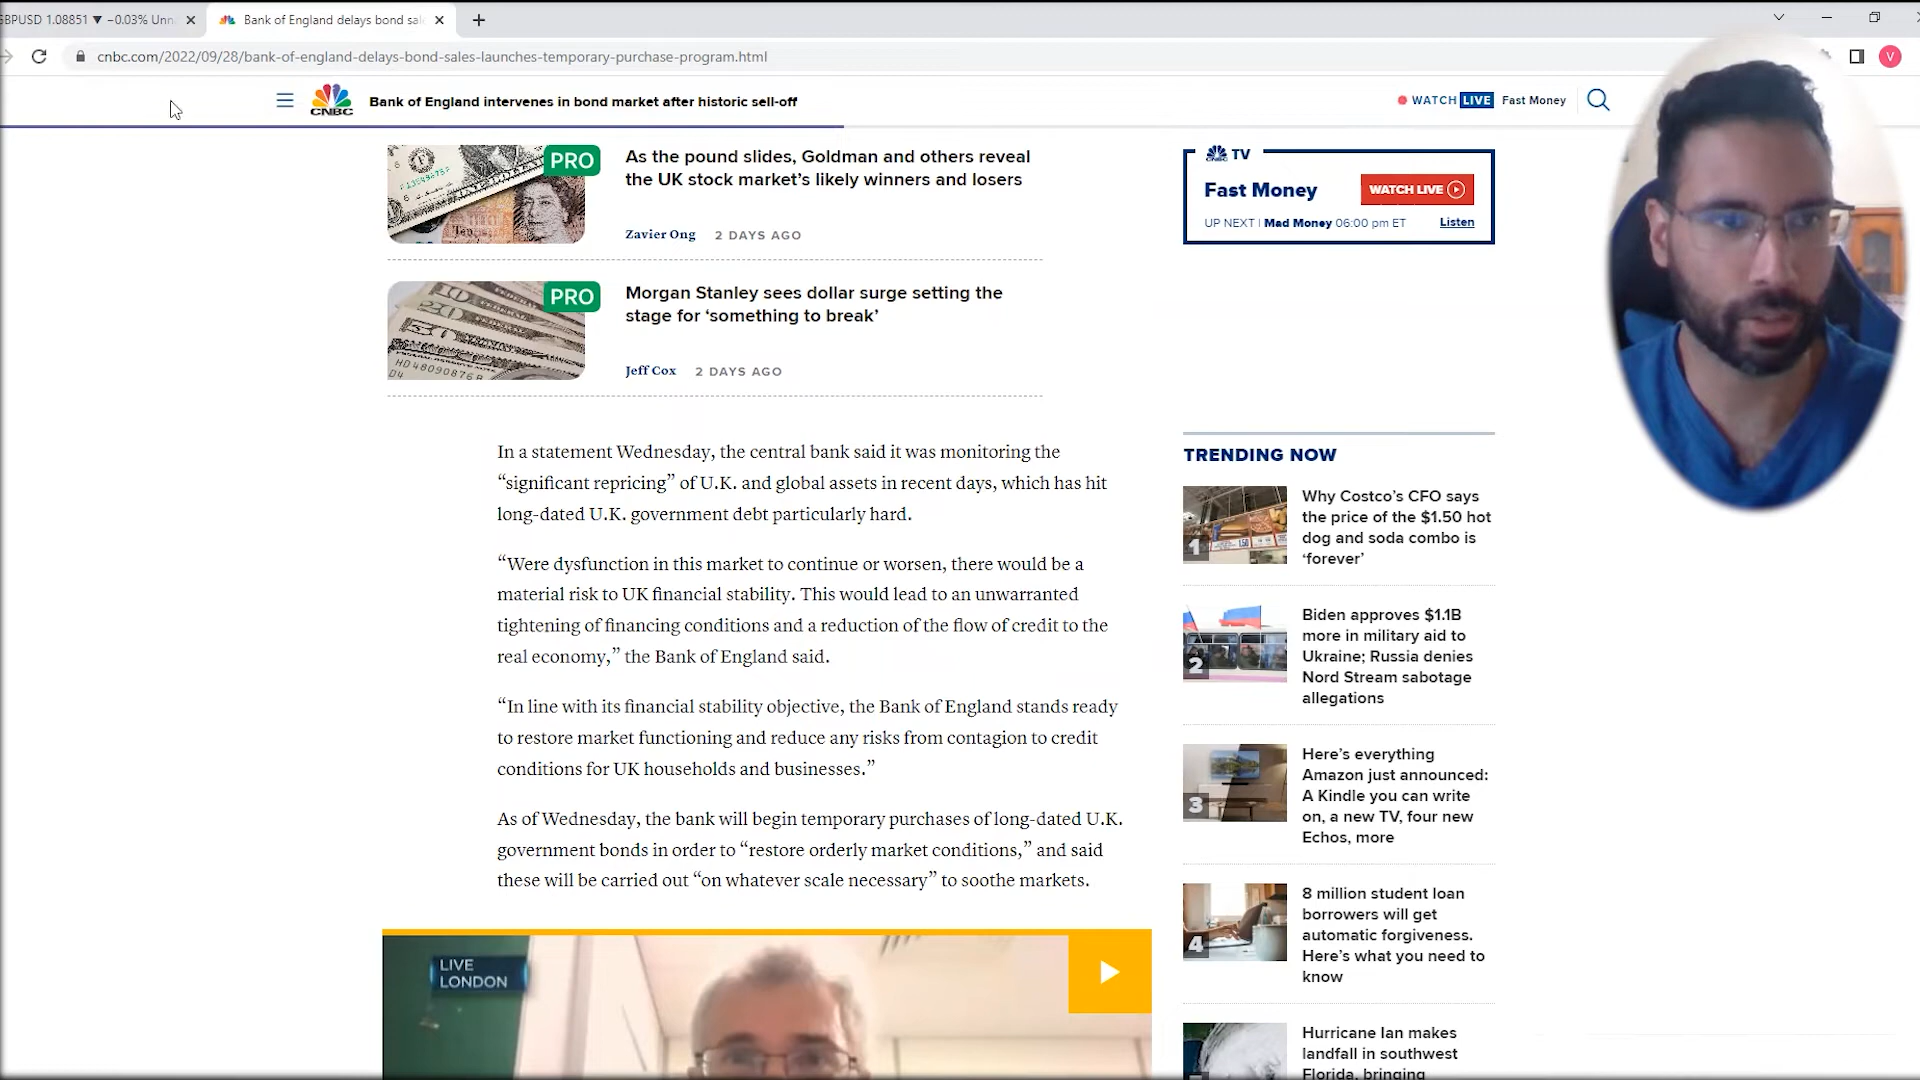 GBPUSD 1.08851 ▼ −0.03% Unn
Bank of England delays bond sal
cnbc.com/2022/09/28/bank-of-england-delays-bond-sales-launches-temporary-purchase-program.html
V
CNBC
Bank of England intervenes in bond market after historic sell-off
WATCH LIVE Fast Money
PRO
As the pound slides, Goldman and others reveal
the UK stock market’s likely winners and losers
Zavier Ong 2 DAYS AGO
PRO
Morgan Stanley sees dollar surge setting the
stage for ‘something to break’
Jeff Cox 2 DAYS AGO
In a statement Wednesday, the central bank said it was monitoring the
“significant repricing” of U.K. and global assets in recent days, which has hit
long-dated U.K. government debt particularly hard.
“Were dysfunction in this market to continue or worsen, there would be a
material risk to UK financial stability. This would lead to an unwarranted
tightening of financing conditions and a reduction of the flow of credit to the
real economy,” the Bank of England said.
“In line with its financial stability objective, the Bank of England stands ready
to restore market functioning and reduce any risks from contagion to credit
conditions for UK households and businesses.”
As of Wednesday, the bank will begin temporary purchases of long-dated U.K.
government bonds in order to “restore orderly market conditions,” and said
these will be carried out “on whatever scale necessary” to soothe markets.
LIVE
LONDON
TV
Fast Money
WATCH LIVE
UP NEXT | Mad Money 06:00 pm ET
Listen
TRENDING NOW
1
Why Costco’s CFO says
the price of the $1.50 hot
dog and soda combo is
‘forever’
2
Biden approves $1.1B
more in military aid to
Ukraine; Russia denies
Nord Stream sabotage
allegations
3
Here’s everything
Amazon just announced:
A Kindle you can write
on, a new TV, four new
Echos, more
4
8 million student loan
borrowers will get
automatic forgiveness.
Here’s what you need to
know
Hurricane Ian makes
landfall in southwest
Florida, bringing